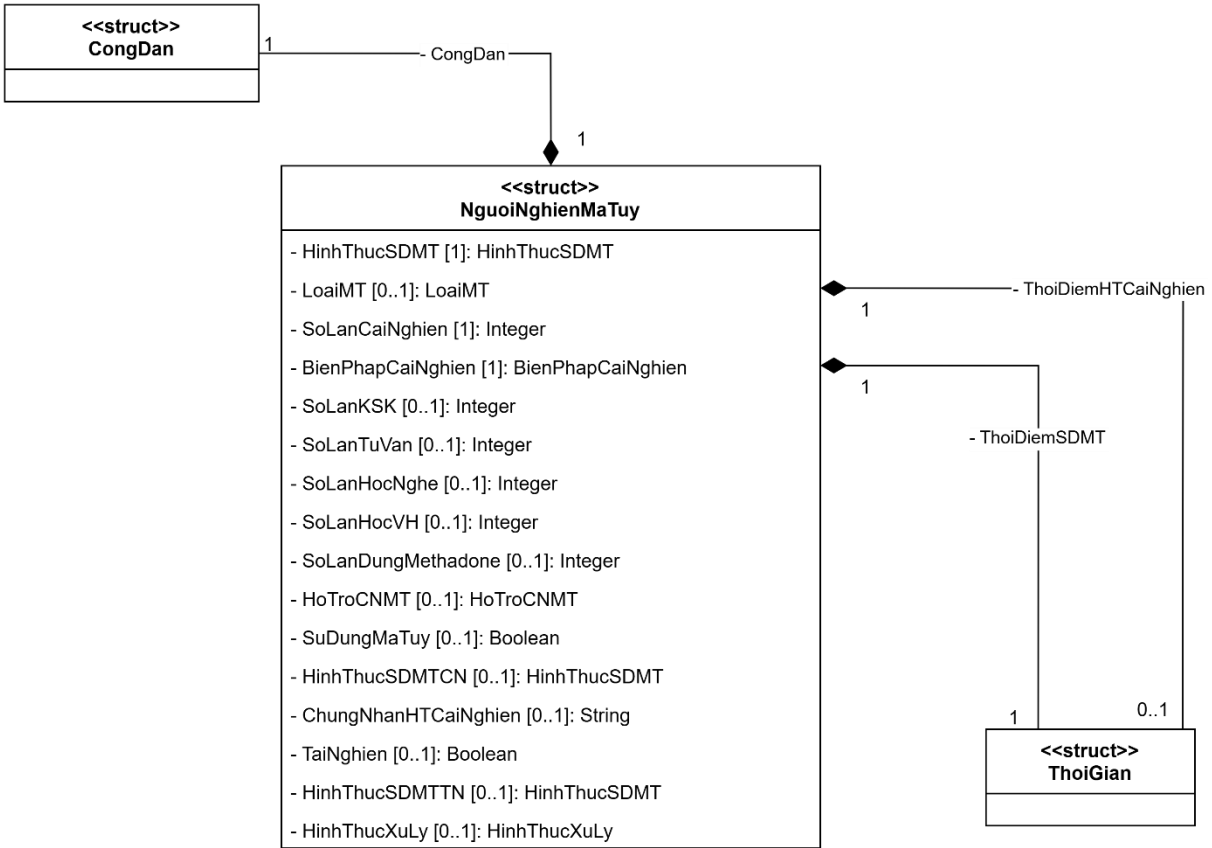 <<struct>>
CongDan
1
- CongDan
1
<<struct>>
NguoiNghienMaTuy
- HinhThucSDMT [1]: HinhThucSDMT
- LoaiMT [0..1]: LoaiMT
- SoLanCaiNghien [1]: Integer
- BienPhapCaiNghien [1]: BienPhapCaiNghien
- SoLanKSK [0..1]: Integer
- SoLanTuVan [0..1]: Integer
- SoLanHocNghe [0..1]: Integer
- SoLanHocVH [0..1]: Integer
- SoLanDungMethadone [0..1]: Integer
- HoTroCNMT [0..1]: HoTroCNMT
- SuDungMaTuy [0..1]: Boolean
- HinhThucSDMTCN [0..1]: HinhThucSDMT
- ChungNhanHTCaiNghien [0..1]: String
- TaiNghien [0..1]: Boolean
- HinhThucSDMTTN [0..1]: HinhThucSDMT
- HinhThucXuLy [0..1]: HinhThucXuLy
- ThoiDiemHTCaiNghien
1
1
- ThoiDiemSDMT
1
0..1
<<struct>>
ThoiGian